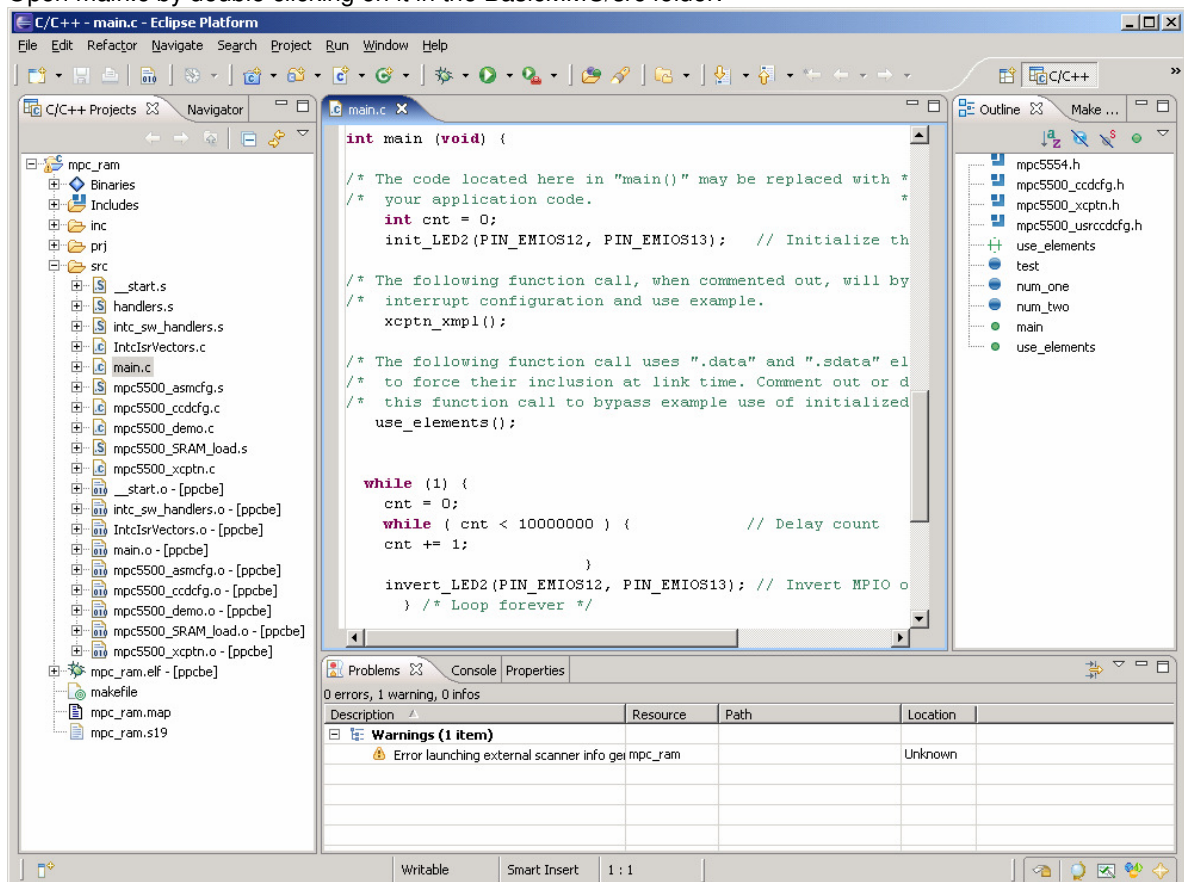 C/C++ - main.c - Eclipse Platform
File Edit Refactor Navigate Search Project Run Window Help
C/C++
C/C++ Projects Navigator
mpc_ram
Binaries
Includes
inc
prj
src
__start.s
handlers.s
intc_sw_handlers.s
IntcIsrVectors.c
main.c
mpc5500_asmcfg.s
mpc5500_ccdcfg.c
mpc5500_demo.c
mpc5500_SRAM_load.s
mpc5500_xcptn.c
__start.o - [ppcbe]
intc_sw_handlers.o - [ppcbe]
IntcIsrVectors.o - [ppcbe]
main.o - [ppcbe]
mpc5500_asmcfg.o - [ppcbe]
mpc5500_ccdcfg.o - [ppcbe]
mpc5500_demo.o - [ppcbe]
mpc5500_SRAM_load.o - [ppcbe]
mpc5500_xcptn.o - [ppcbe]
mpc_ram.elf - [ppcbe]
makefile
mpc_ram.map
mpc_ram.s19
main.c
int main (void) {
/* The code located here in "main()" may be replaced with *
/* your application code. *
int cnt = 0;
init_LED2(PIN_EMIOS12, PIN_EMIOS13); // Initialize th
/* The following function call, when commented out, will by
/* interrupt configuration and use example.
xcptn_xmpl();
/* The following function call uses ".data" and ".sdata" el
/* to force their inclusion at link time. Comment out or d
/* this function call to bypass example use of initialized
use_elements();
while (1) {
cnt = 0;
while ( cnt < 10000000 ) { // Delay count
cnt += 1;
}
invert_LED2(PIN_EMIOS12, PIN_EMIOS13); // Invert MPIO o
} /* Loop forever */
Outline Make ...
mpc5554.h
mpc5500_ccdcfg.h
mpc5500_xcptn.h
mpc5500_usrccdcfg.h
use_elements
test
num_one
num_two
main
use_elements
Problems Console Properties
0 errors, 1 warning, 0 infos
Description Resource Path Location
Warnings (1 item)
Error launching external scanner info ge mpc_ram Unknown
Writable Smart Insert 1 : 1